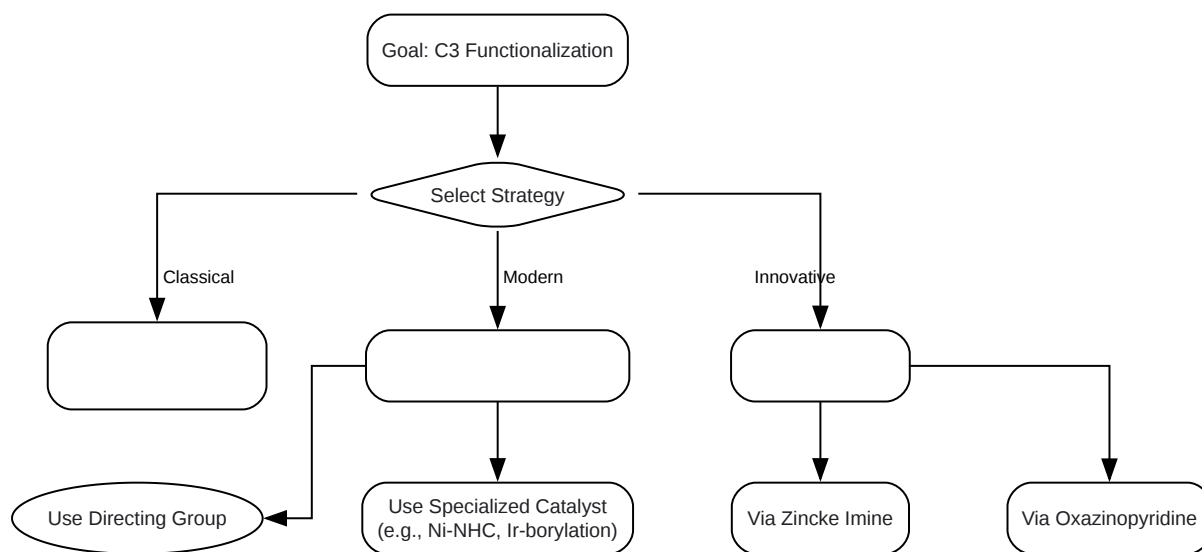 Goal: C3 Functionalization
Select Strategy
Classical
Modern
Innovative
Use Directing Group
Use Specialized Catalyst
(e.g., Ni-NHC, Ir-borylation)
Via Zincke Imine
Via Oxazinopyridine